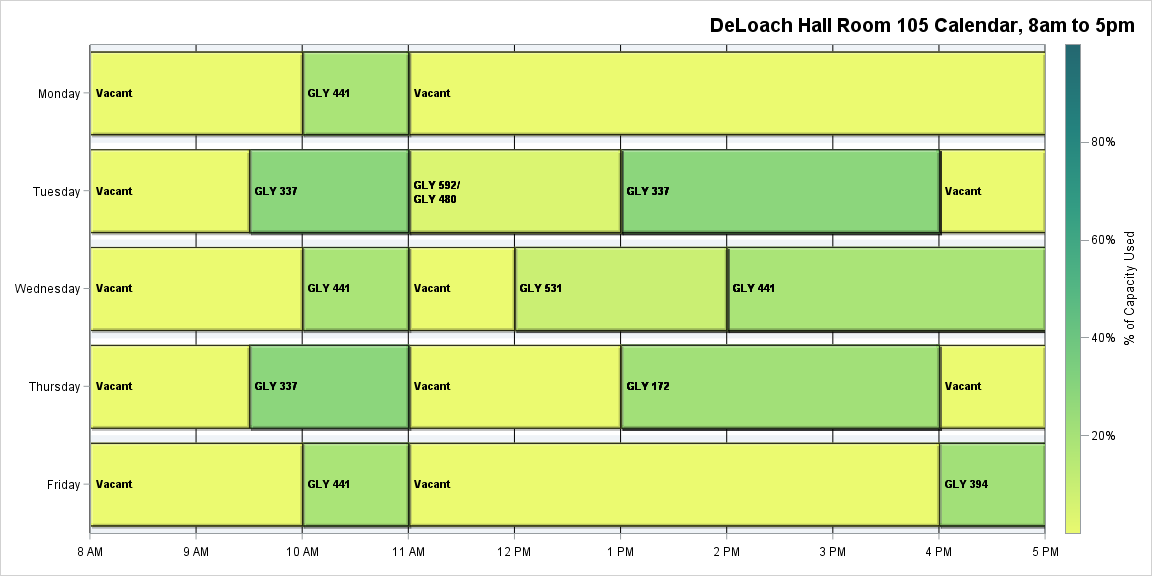 DeLoach Hall Room 105 Calendar, 8am to 5pm
Monday
Vacant
GLY 441
Vacant
Tuesday
Vacant
GLY 337
GLY 592/
GLY 480
GLY 337
Vacant
Wednesday
Vacant
GLY 441
Vacant
GLY 531
GLY 441
Thursday
Vacant
GLY 337
Vacant
GLY 172
Vacant
Friday
Vacant
GLY 441
Vacant
GLY 394
8 AM
9 AM
10 AM
11 AM
12 PM
1 PM
2 PM
3 PM
4 PM
5 PM
80%
60%
40%
20%
% of Capacity Used